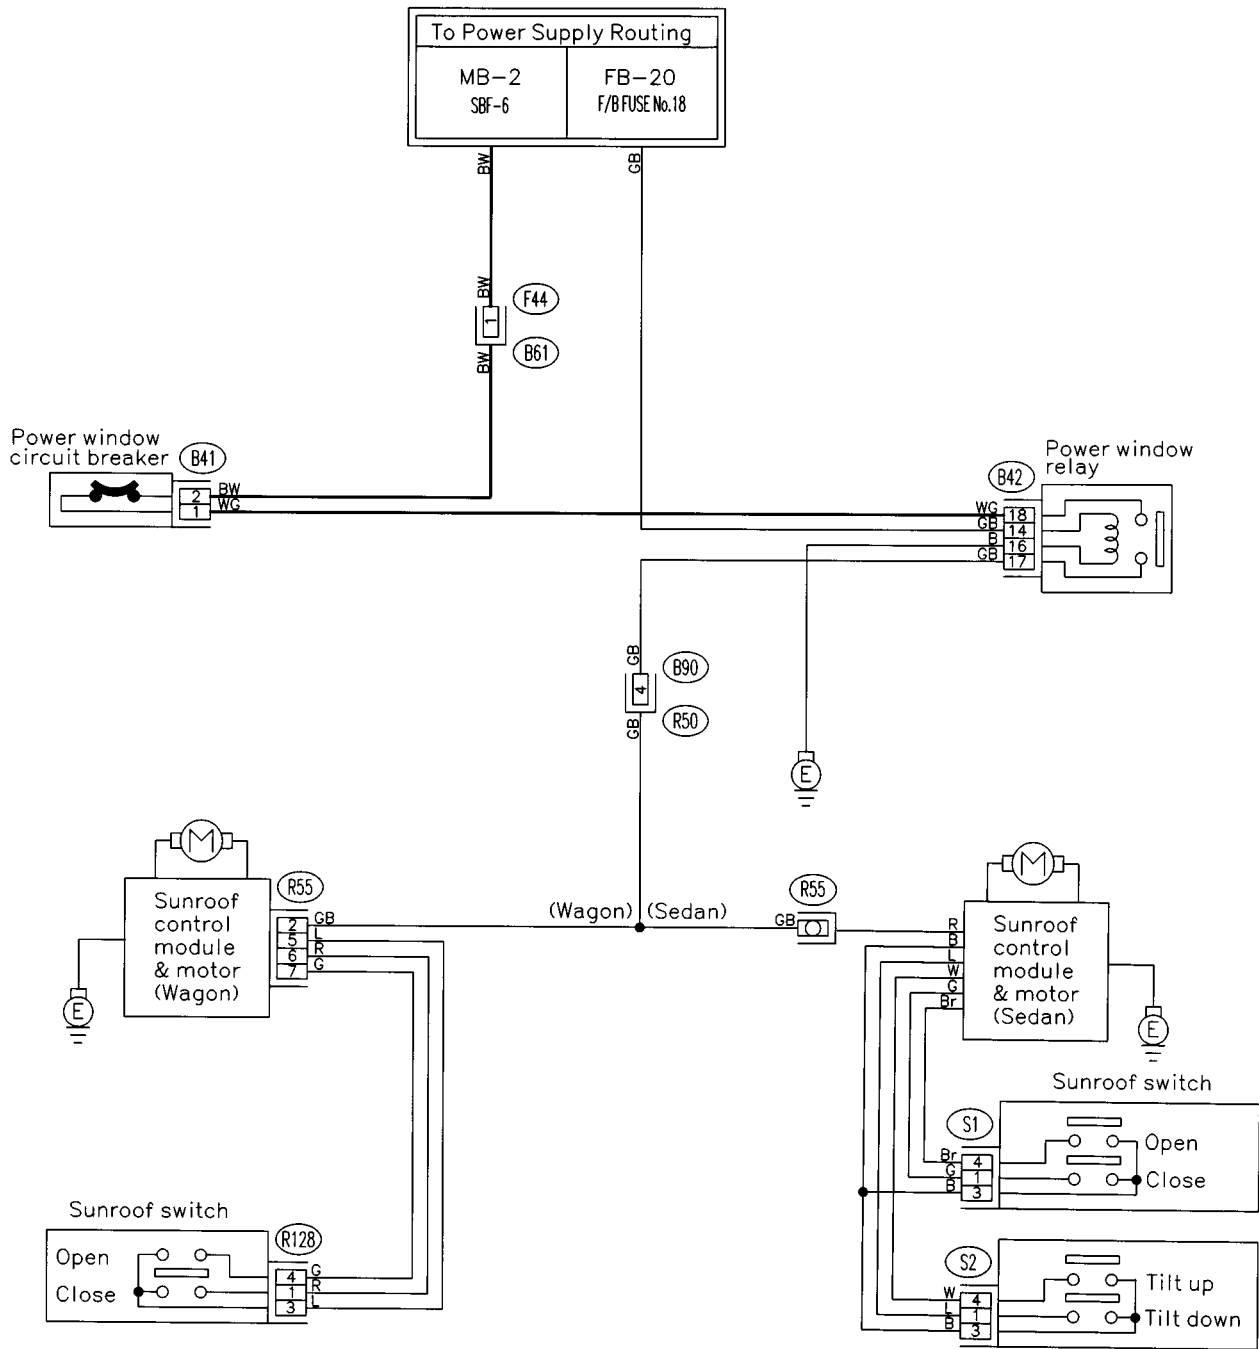 To Power Supply Routing
MB-2
SBF-6
FB-20
F/B FUSE No.18
BW
GB
BW
F44
1
B61
BW
Power window
circuit breaker
B41
2
BW
1
WG
Power window
relay
B42
WG
18
GB
14
B
16
GB
17
GB
B90
4
R50
GB
E
M
R55
Sunroof
control
module
& motor
(Wagon)
2
GB
5
L
6
R
7
G
E
(Wagon)
(Sedan)
R55
GB
M
R
B
L
W
G
Br
Sunroof
control
module
& motor
(Sedan)
E
Sunroof switch
S1
Br
4
G
1
B
3
Open
Close
Sunroof switch
R128
Open
Close
4
G
1
R
3
L
S2
W
4
L
1
B
3
Tilt up
Tilt down